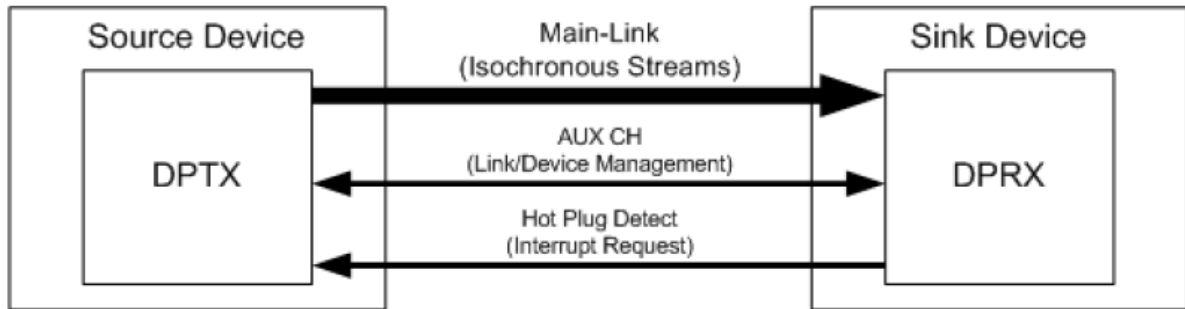 Source Device
DPTX
Main-Link
(Isochronous Streams)
AUX CH
(Link/Device Management)
Hot Plug Detect
(Interrupt Request)
Sink Device
DPRX